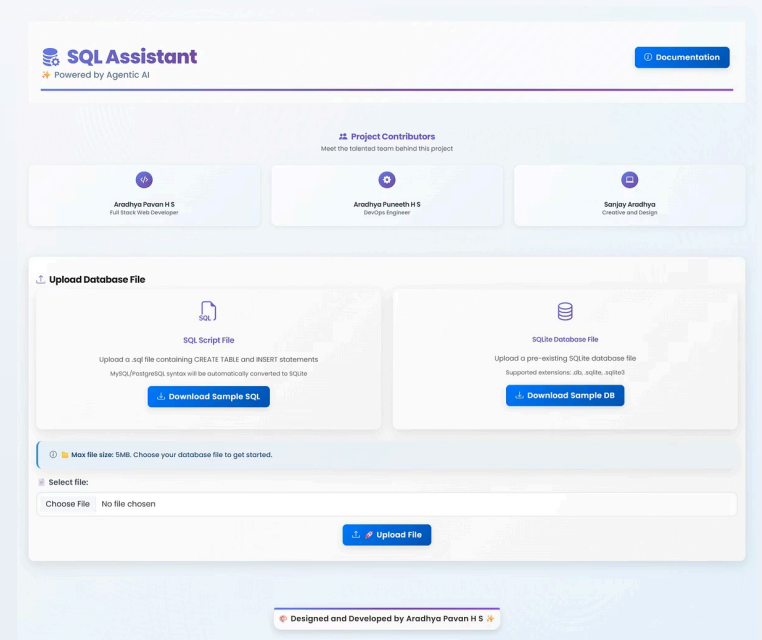 SQL Assistant
✨ Powered by Agentic AI
Documentation
Project Contributors
Meet the talented team behind this project
Aradhya Pavan H S
Full Stack Web Developer
Aradhya Puneeth H S
DevOps Engineer
Sanjay Aradhya
Creative and Design
Upload Database File
SQL
SQL Script File
Upload a .sql file containing CREATE TABLE and INSERT statements
MySQL/PostgreSQL syntax will be automatically converted to SQLite
Download Sample SQL
SQLite Database File
Upload a pre-existing SQLite database file
Supported extensions: .db, .sqlite, .sqlite3
Download Sample DB
Max file size: 5MB. Choose your database file to get started.
Select file:
Choose File No file chosen
Upload File
Designed and Developed by Aradhya Pavan H S ✨